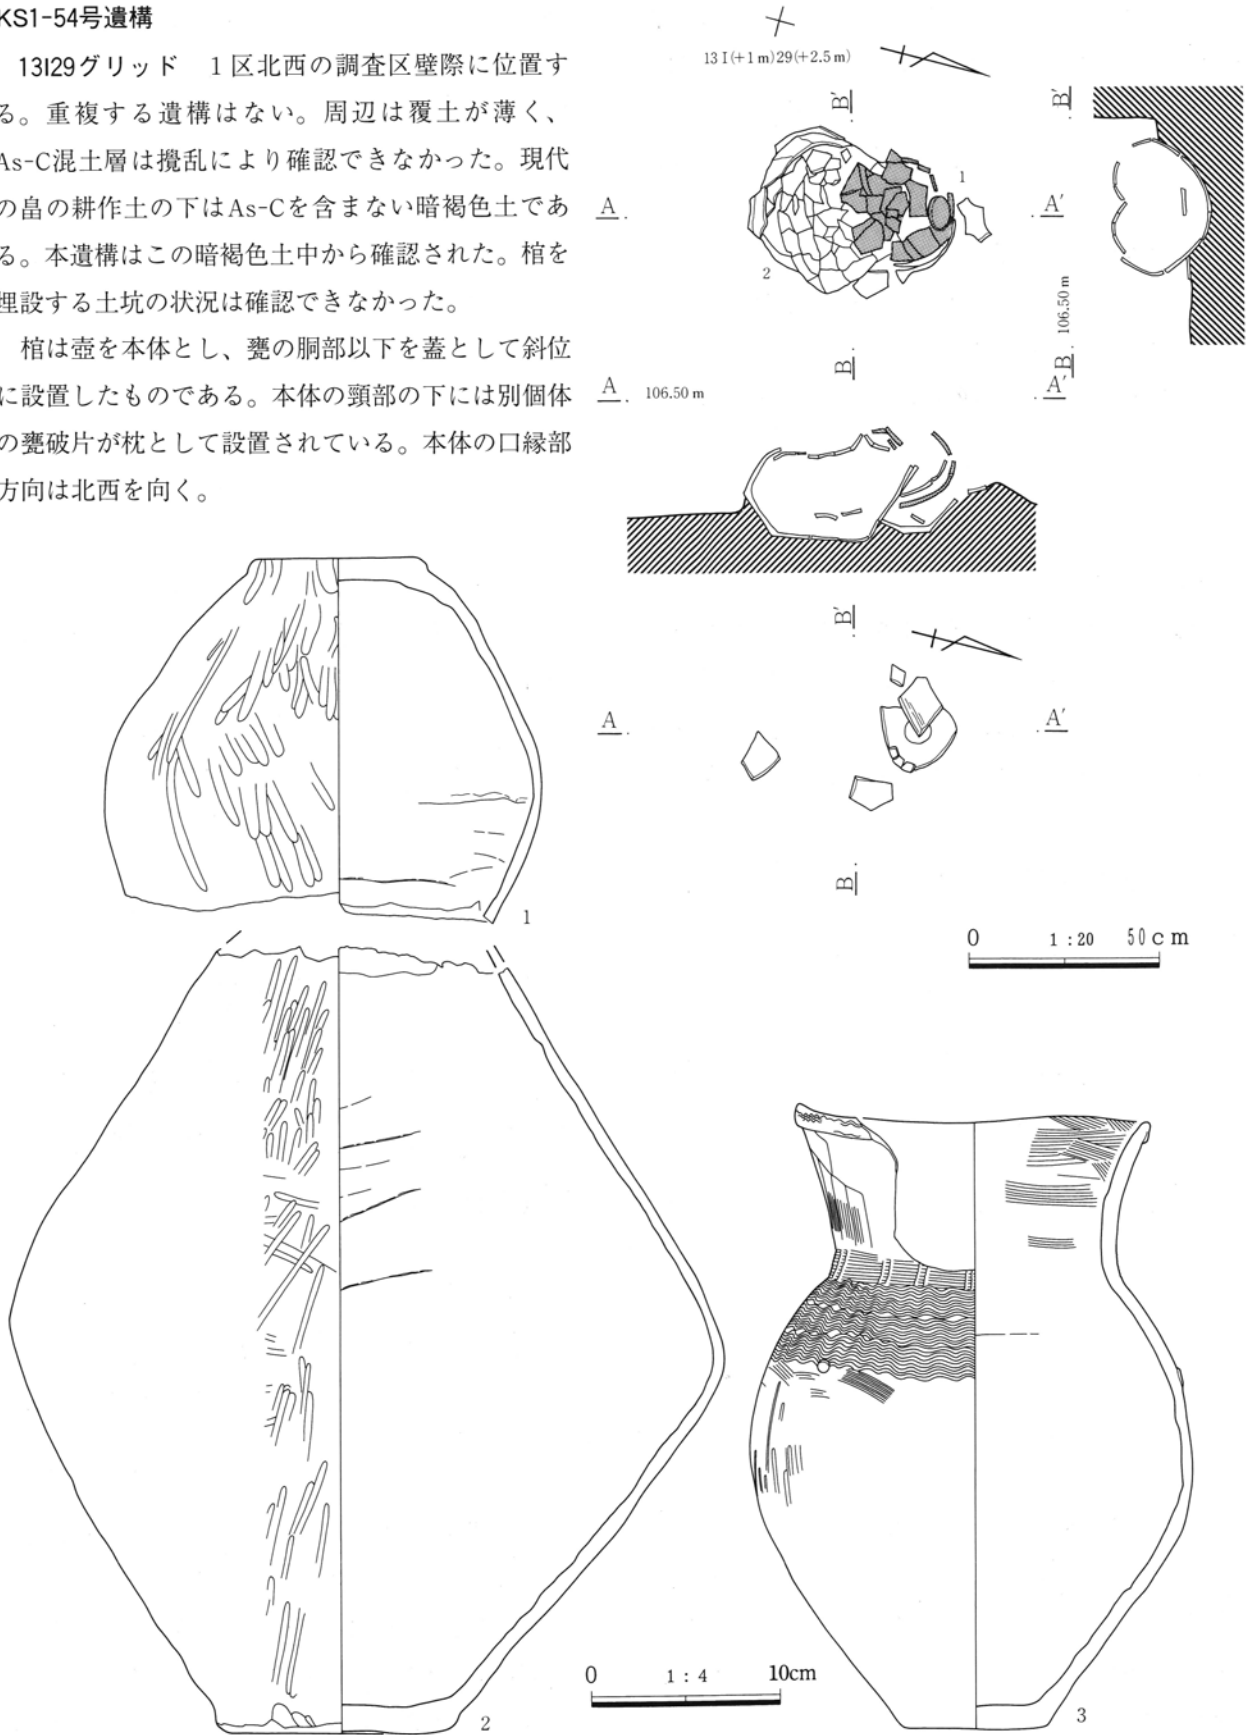 KS1-54号遺構
13I29グリッド　1区北西の調査区壁際に位置す
る。重複する遺構はない。周辺は覆土が薄く、
As-C混土層は攪乱により確認できなかった。現代
の畠の耕作土の下はAs-Cを含まない暗褐色土であ
る。本遺構はこの暗褐色土中から確認された。棺を
埋設する土坑の状況は確認できなかった。
棺は壺を本体とし、甕の胴部以下を蓋として斜位
に設置したものである。本体の頸部の下には別個体
の甕破片が枕として設置されている。本体の口縁部
方向は北西を向く。
13 I (+1 m) 29 (+2.5 m)
B′
B′
1
A
A′
2
B
B 106.50 m
A 106.50 m
A′
B′
A
A′
B
0 1:20 50cm
1
2
0 1:4 10cm
3